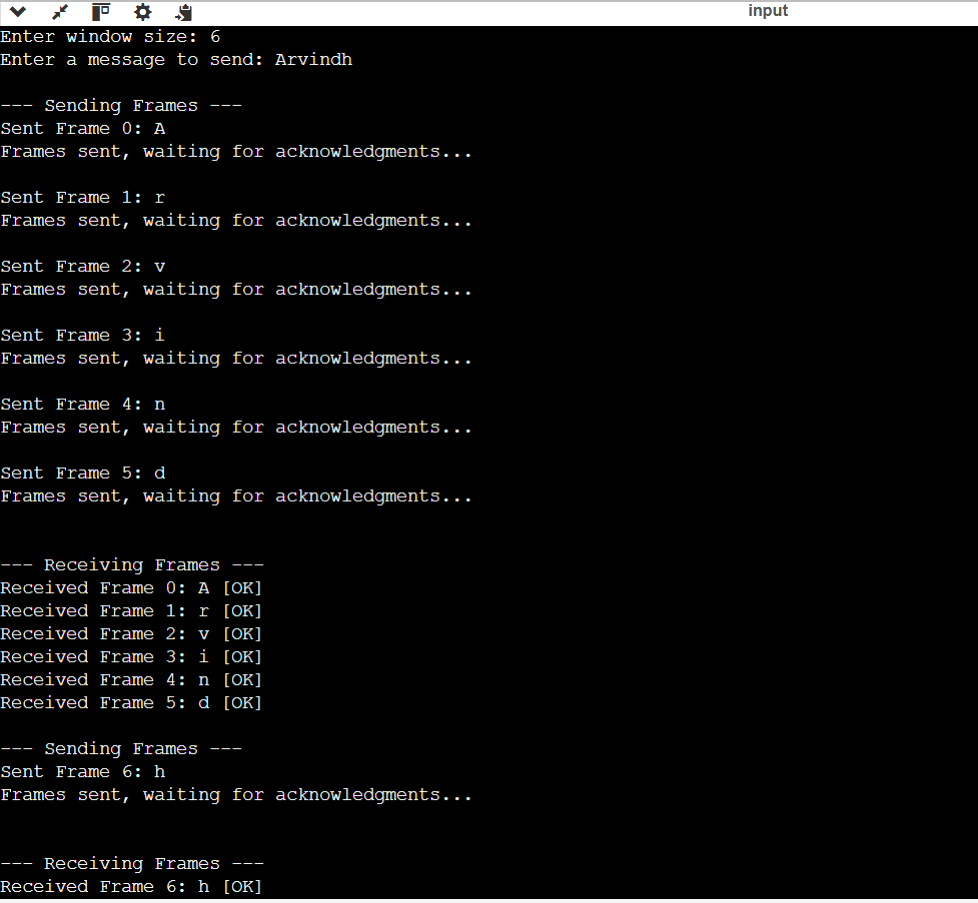 input
Enter window size: 6
Enter a message to send: Arvindh
--- Sending Frames ---
Sent Frame 0: A
Frames sent, waiting for acknowledgments...
Sent Frame 1: r
Frames sent, waiting for acknowledgments...
Sent Frame 2: v
Frames sent, waiting for acknowledgments...
Sent Frame 3: i
Frames sent, waiting for acknowledgments...
Sent Frame 4: n
Frames sent, waiting for acknowledgments...
Sent Frame 5: d
Frames sent, waiting for acknowledgments...
--- Receiving Frames ---
Received Frame 0: A [OK]
Received Frame 1: r [OK]
Received Frame 2: v [OK]
Received Frame 3: i [OK]
Received Frame 4: n [OK]
Received Frame 5: d [OK]
--- Sending Frames ---
Sent Frame 6: h
Frames sent, waiting for acknowledgments...
--- Receiving Frames ---
Received Frame 6: h [OK]